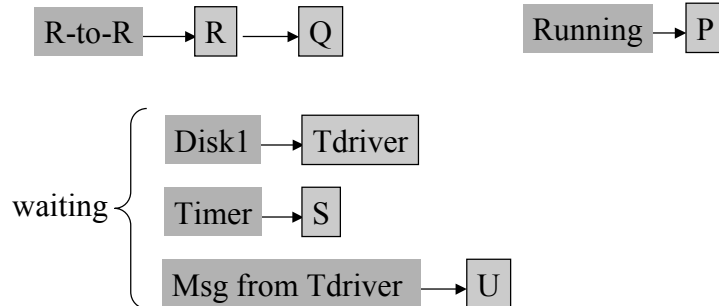 R-to-R R Q Running P
Disk1 Tdriver
waiting
Timer S
Msg from Tdriver U